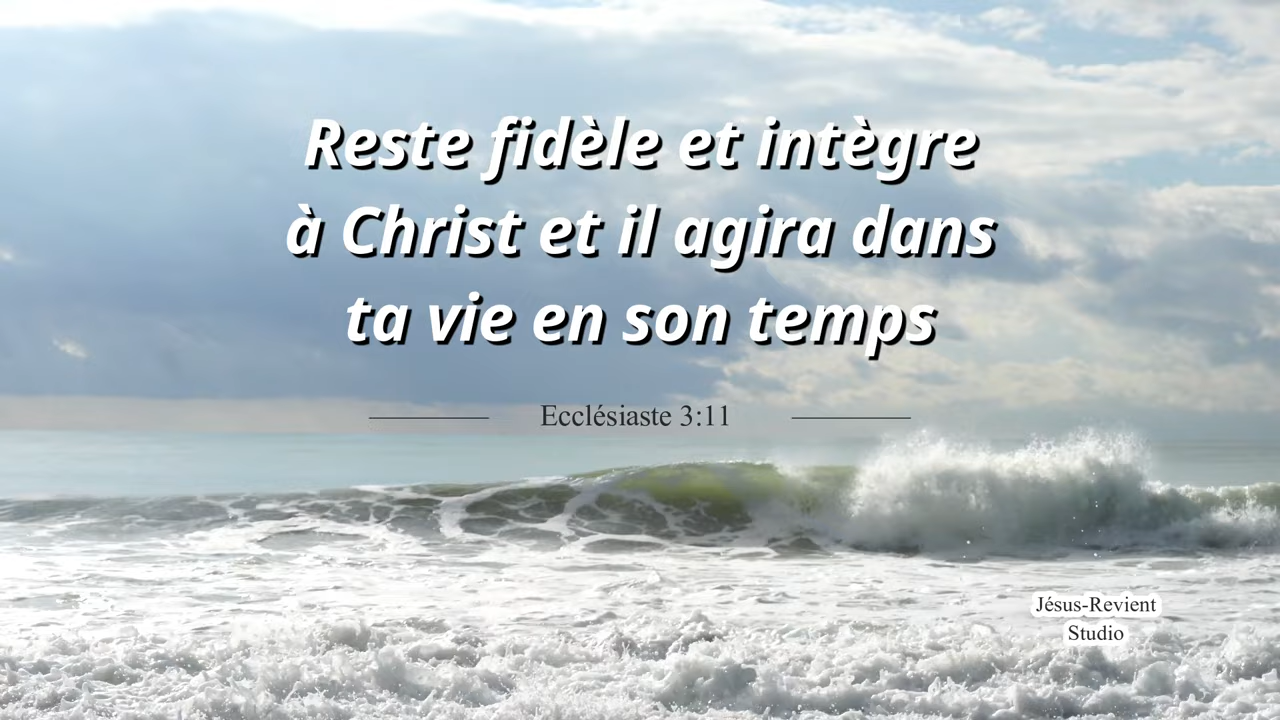 Reste fidèle et intègre
à Christ et il agira dans
ta vie en son temps
Ecclésiaste 3:11
Jésus-Revient
Studio